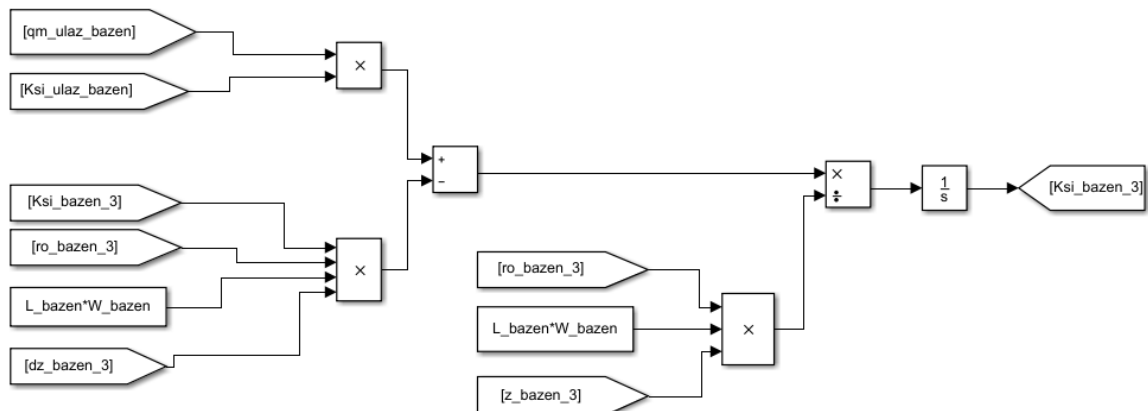 [qm_ulaz_bazen]
×
[Ksi_ulaz_bazen]
+
−
[Ksi_bazen_3]
[ro_bazen_3]
×
L_bazen*W_bazen
[dz_bazen_3]
×
÷
1
s
[Ksi_bazen_3]
[ro_bazen_3]
L_bazen*W_bazen
×
[z_bazen_3]